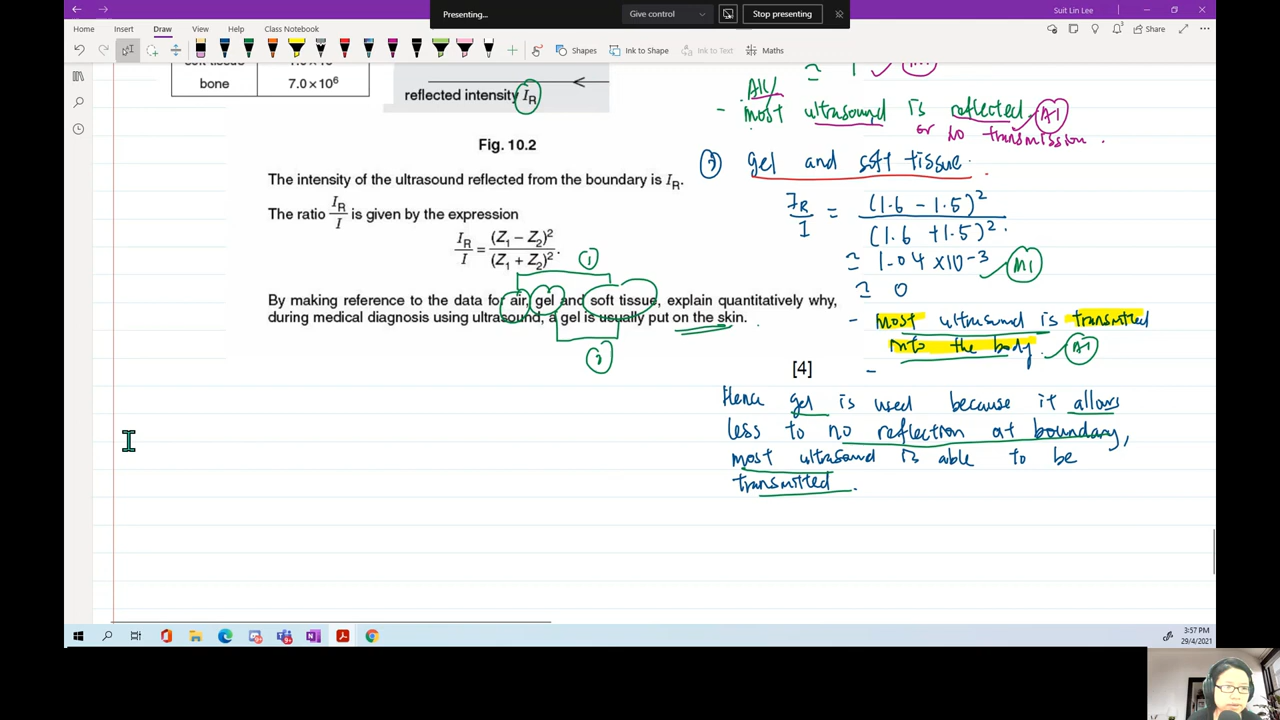 Presenting...
Give control
Stop presenting
Suit Lin Lee
Home Insert Draw View Help Class Notebook
Share
Shapes Ink to Shape Ink to Text Maths
bone 7.0 x 10⁶
reflected intensity I_R
Fig. 10.2
The intensity of the ultrasound reflected from the boundary is I_R.
The ratio I_R/I is given by the expression
I_R/I = (Z₁ – Z₂)²/(Z₁ + Z₂)².
①
By making reference to the data for air, gel and soft tissue, explain quantitatively why,
during medical diagnosis using ultrasound, a gel is usually put on the skin.
②
[4]
≃ 1 ✓ M1
Air/
- most ultrasound is reflected. A1
or no transmission.
② gel and soft tissue.
I_R/I = (1.6 - 1.5)²/(1.6 + 1.5)².
≃ 1.04 x 10⁻³ ✓ M1
≃ 0
- most ultrasound is transmitted
into the body. ✓ A1
-
Hence gel is used because it allows
less to no reflection at boundary,
most ultrasound is able to be
transmitted.
3:57 PM
29/4/2021